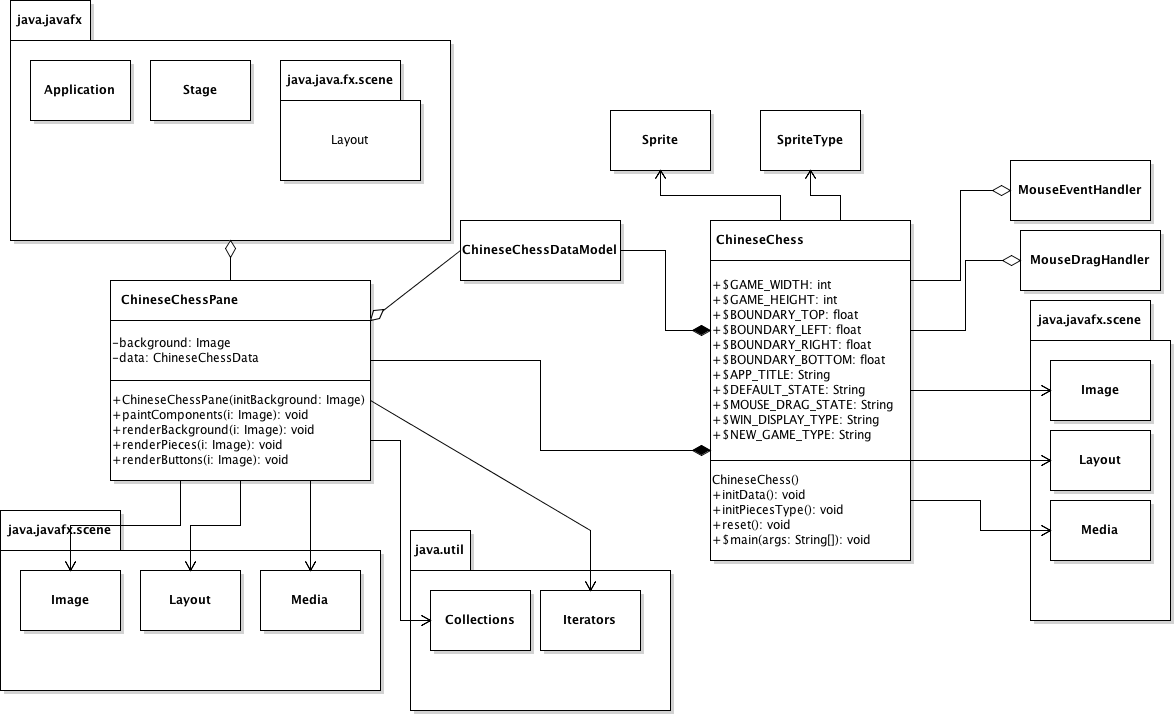 java.javafx
Application
Stage
java.java.fx.scene
Layout
Sprite
SpriteType
MouseEventHandler
MouseDragHandler
ChineseChessDataModel
ChineseChess
+$GAME_WIDTH: int
+$GAME_HEIGHT: int
+$BOUNDARY_TOP: float
+$BOUNDARY_LEFT: float
+$BOUNDARY_RIGHT: float
+$BOUNDARY_BOTTOM: float
+$APP_TITLE: String
+$DEFAULT_STATE: String
+$MOUSE_DRAG_STATE: String
+$WIN_DISPLAY_TYPE: String
+$NEW_GAME_TYPE: String
ChineseChess()
+initData(): void
+initPiecesType(): void
+reset(): void
+$main(args: String[]): void
ChineseChessPane
-background: Image
-data: ChineseChessData
+ChineseChessPane(initBackground: Image)
+paintComponents(i: Image): void
+renderBackground(i: Image): void
+renderPieces(i: Image): void
+renderButtons(i: Image): void
java.javafx.scene
Image
Layout
Media
java.javafx.scene
Image
Layout
Media
java.util
Collections
Iterators